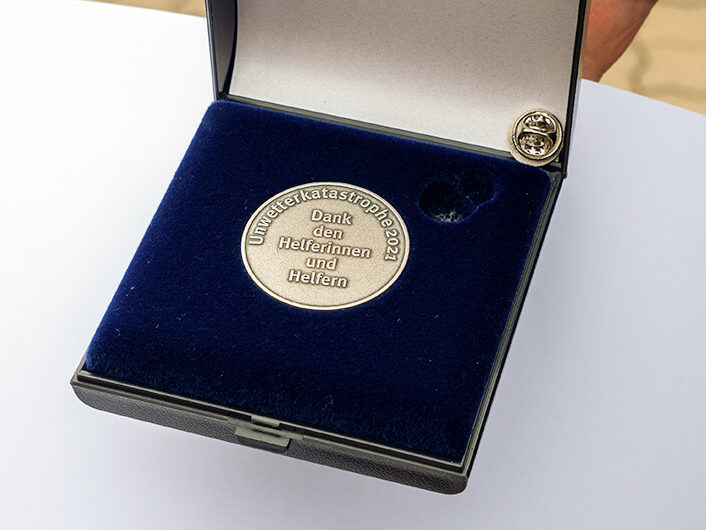 Unwetterkatastrophe 2021
Dank
den
Helferinnen
und
Helfern